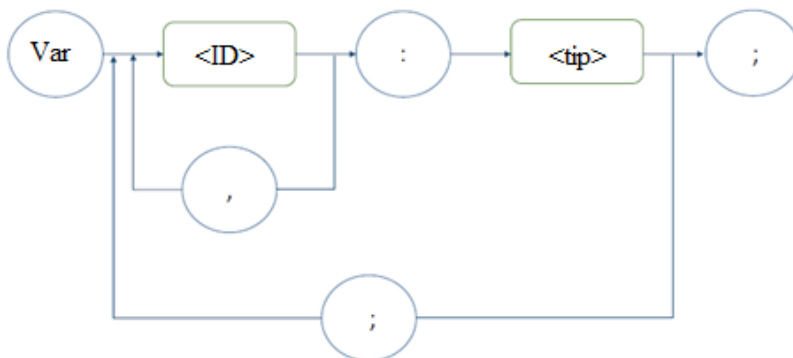 Var <ID> : <tip> ;
,
;